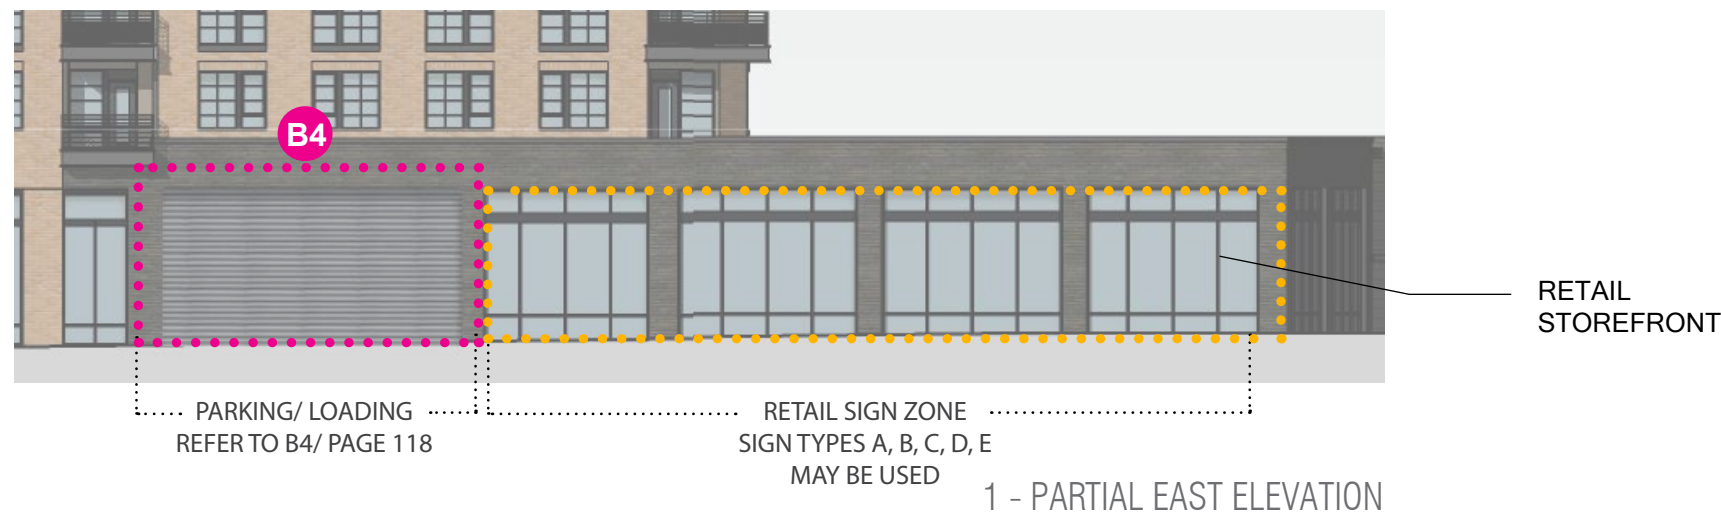 B4
RETAIL
STOREFRONT
PARKING/ LOADING
REFER TO B4/ PAGE 118
RETAIL SIGN ZONE
SIGN TYPES A, B, C, D, E
MAY BE USED
1 - PARTIAL EAST ELEVATION